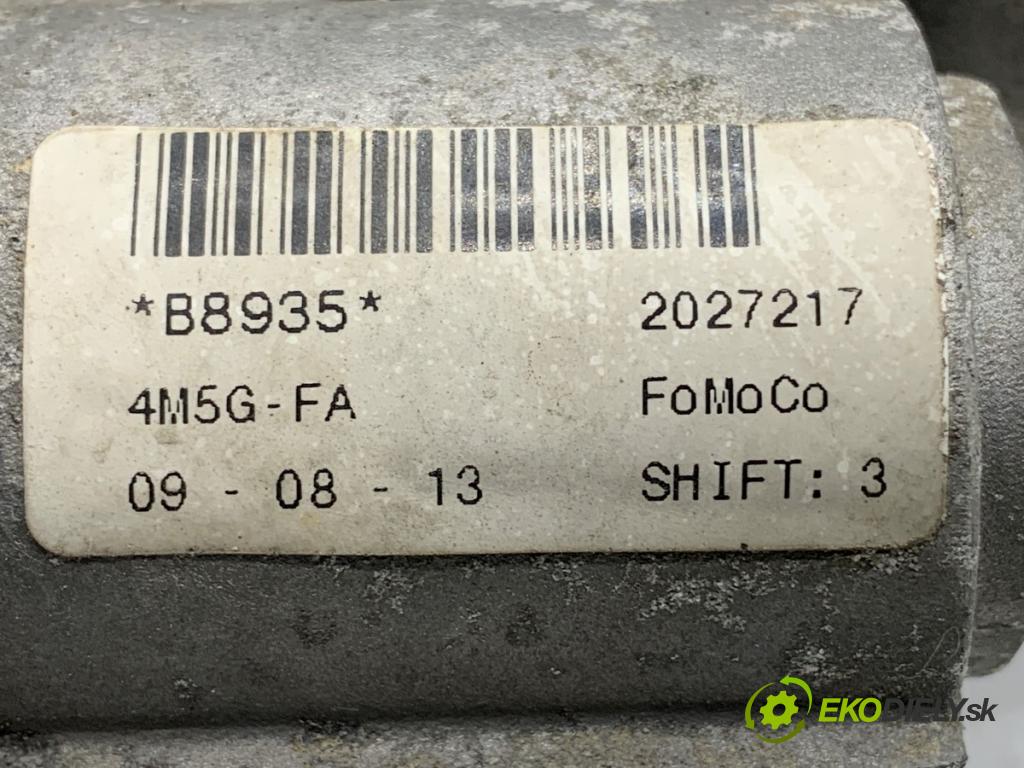 *B8935* 2027217
4M5G-FA FoMoCo
09 - 08 - 13 SHIFT: 3
EKODIELY.sk